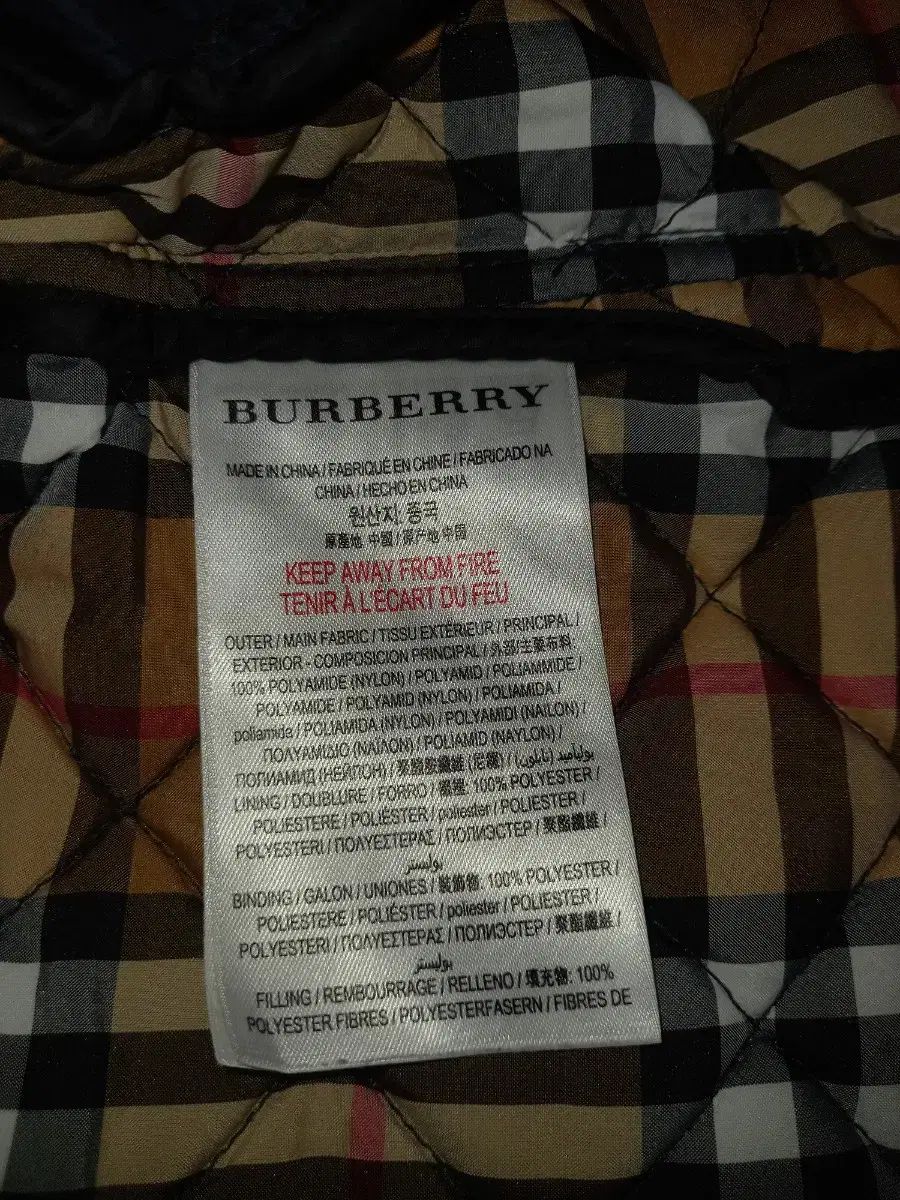 BURBERRY
MADE IN CHINA / FABRIQUÉ EN CHINE / FABRICADO NA
CHINA / HECHO EN CHINA
원산지: 중국
原產地 中國 / 原产地 中国
KEEP AWAY FROM FIRE
TENIR À L'ÉCART DU FEU
OUTER / MAIN FABRIC / TISSU EXTÉRIEUR / PRINCIPAL /
EXTERIOR - COMPOSICION PRINCIPAL / 外部/主要布料
100% POLYAMIDE (NYLON) / POLYAMID / POLIAMMIDE /
POLYAMIDE / POLYAMID (NYLON) / POLIAMIDA /
poliamide / POLIAMIDA (NYLON) / POLYAMIDI (NAILON) /
ΠΟΛΥΑΜΙΔΙΟ (ΝΑΪΛΟΝ) / POLIAMID (NAYLON) /
ПОЛИАМИД (НЕЙЛОН) / 聚酰胺纖維 (尼龍) / بولياميد (نايلون) /
LINING / DOUBLURE / FORRO / 襯裡: 100% POLYESTER /
POLIESTERE / POLIÉSTER / poliester / POLIESTER /
POLYESTERI / ΠΟΛΥΕΣΤΕΡΑΣ / ПОЛИЭСТЕР / 聚酯纖維 /
بوليستر
BINDING / GALON / UNIONES / 裝飾物: 100% POLYESTER /
POLIESTERE / POLIÉSTER / poliester / POLIESTER /
POLYESTERI / ΠΟΛΥΕΣΤΕΡΑΣ / ПОЛИЭСТЕР / 聚酯纖維 /
بوليستر
FILLING / REMBOURRAGE / RELLENO / 填充物: 100%
POLYESTER FIBRES / POLYESTERFASERN / FIBRES DE